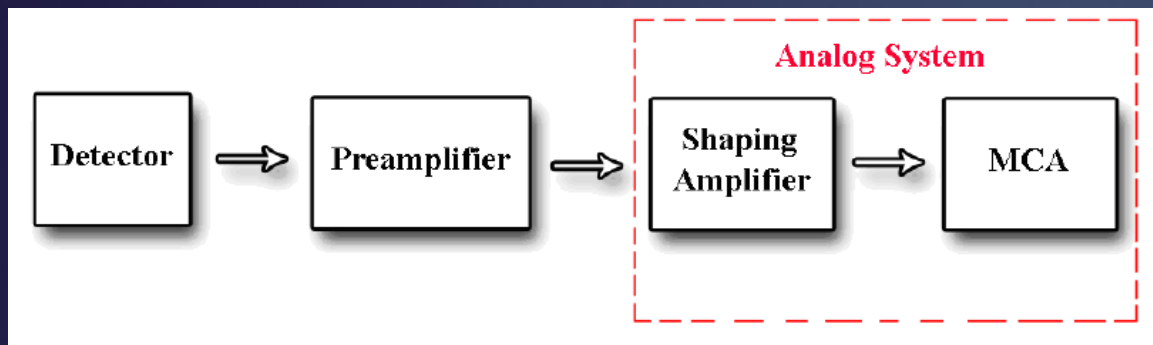 Analog System
Detector
Preamplifier
Shaping
Amplifier
MCA